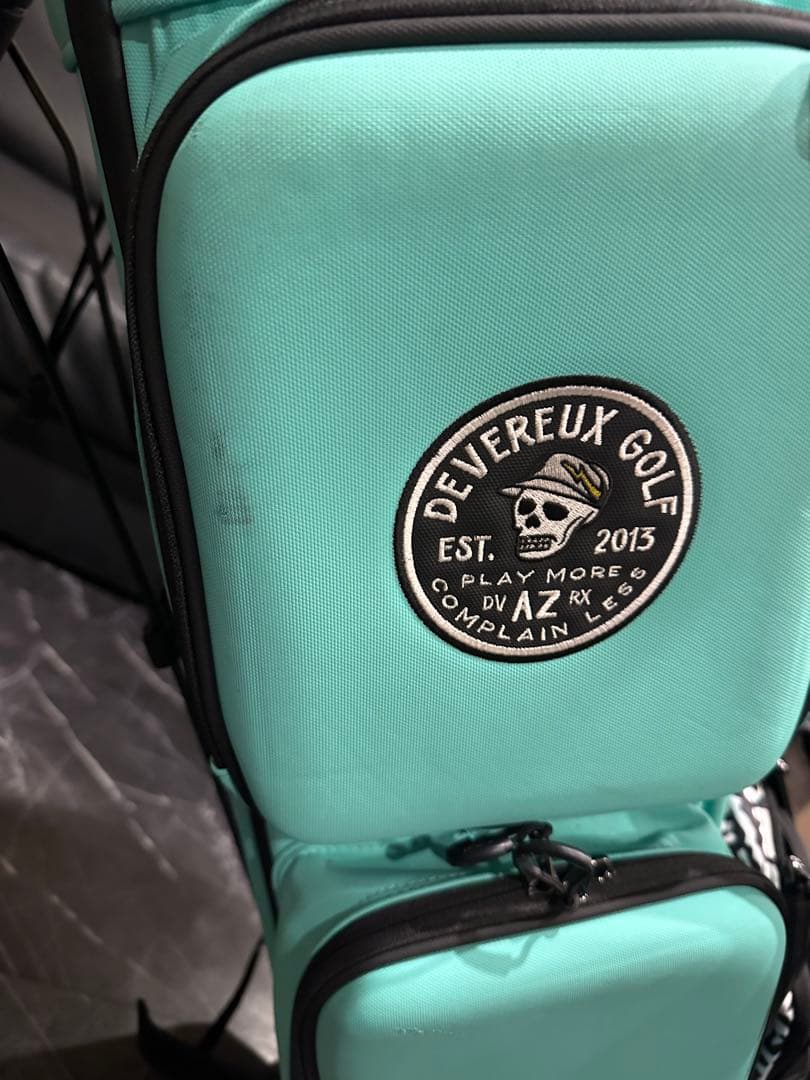 DEVEREUX GOLF
EST. 2013
PLAY MORE
DV AZ RX
COMPLAIN LESS